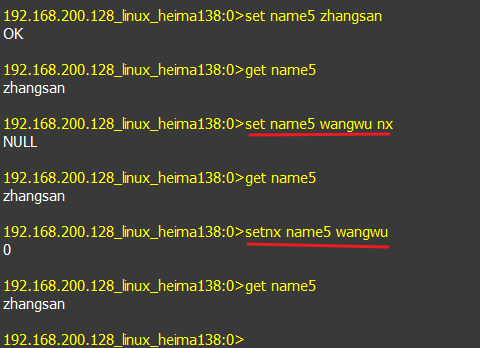 192.168.200.128_linux_heima138:0>set name5 zhangsan
OK
192.168.200.128_linux_heima138:0>get name5
zhangsan
192.168.200.128_linux_heima138:0>set name5 wangwu nx
NULL
192.168.200.128_linux_heima138:0>get name5
zhangsan
192.168.200.128_linux_heima138:0>setnx name5 wangwu
0
192.168.200.128_linux_heima138:0>get name5
zhangsan
192.168.200.128_linux_heima138:0>